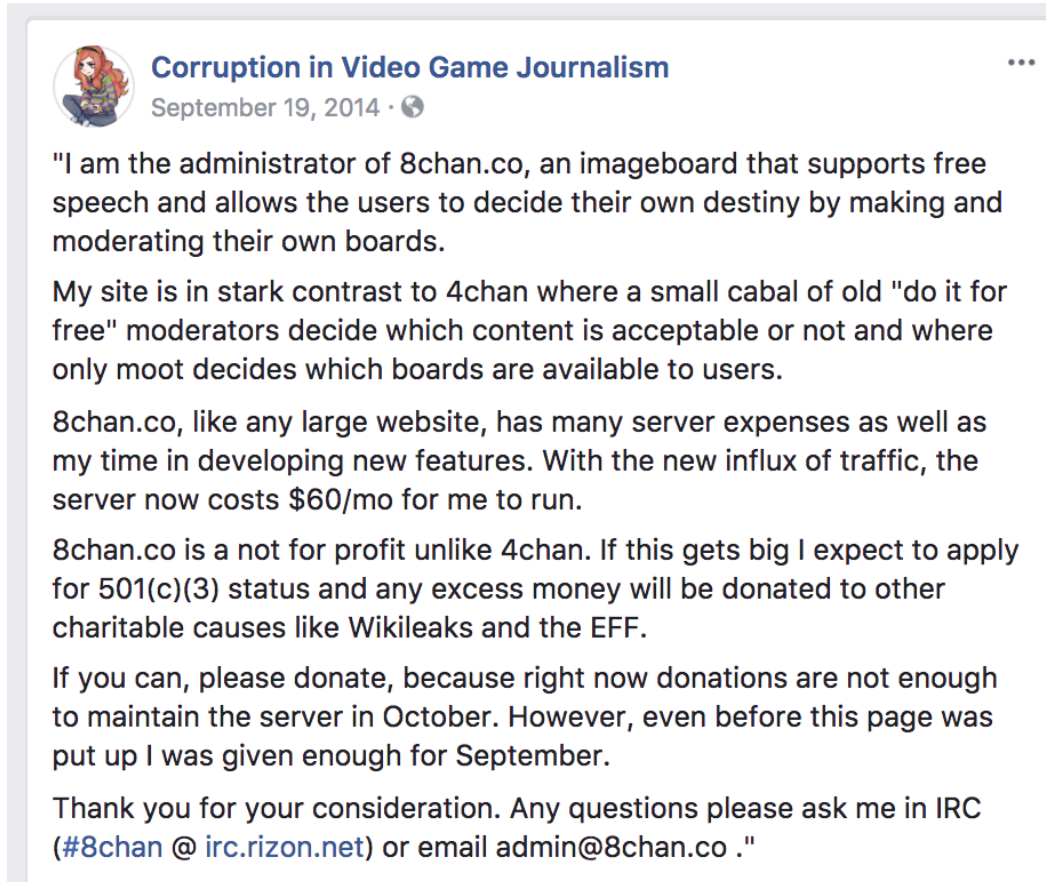 Corruption in Video Game Journalism
September 19, 2014 ·
"I am the administrator of 8chan.co, an imageboard that supports free
speech and allows the users to decide their own destiny by making and
moderating their own boards.
My site is in stark contrast to 4chan where a small cabal of old "do it for
free" moderators decide which content is acceptable or not and where
only moot decides which boards are available to users.
8chan.co, like any large website, has many server expenses as well as
my time in developing new features. With the new influx of traffic, the
server now costs $60/mo for me to run.
8chan.co is a not for profit unlike 4chan. If this gets big I expect to apply
for 501(c)(3) status and any excess money will be donated to other
charitable causes like Wikileaks and the EFF.
If you can, please donate, because right now donations are not enough
to maintain the server in October. However, even before this page was
put up I was given enough for September.
Thank you for your consideration. Any questions please ask me in IRC
(#8chan @ irc.rizon.net) or email admin@8chan.co ."